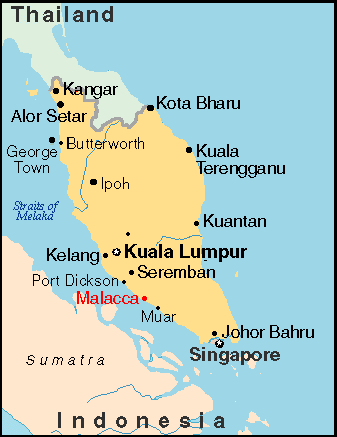 Thailand
Kangar
Kota Bharu
Alor Setar
George
Town
Butterworth
Kuala
Terengganu
Ipoh
Straits of
Melaka
Kuantan
Kelang
Kuala Lumpur
Seremban
Port Dickson
Malacca
Muar
Johor Bahru
Singapore
Sumatra
Indonesia